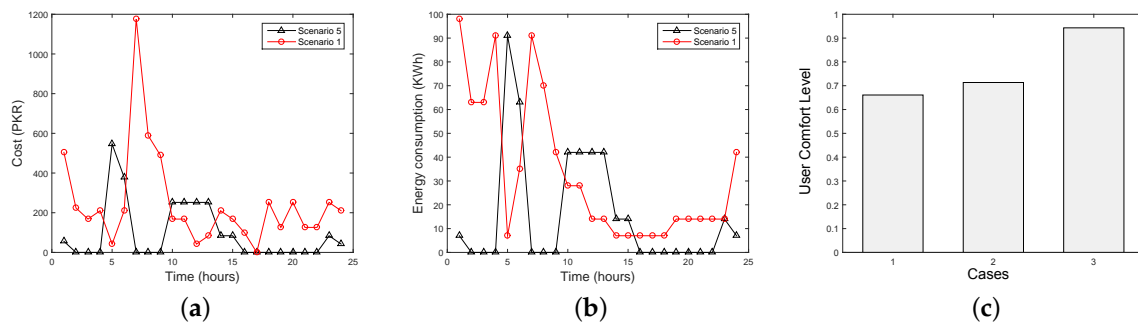 1200
1000
800
600
400
200
0
Cost (PKR)
0 5 10 15 20 25
Time (hours)
Scenario 5
Scenario 1
(a)
100
90
80
70
60
50
40
30
20
10
0
Energy consumption (KWh)
0 5 10 15 20 25
Time (hours)
Scenario 5
Scenario 1
(b)
1
0.9
0.8
0.7
0.6
0.5
0.4
0.3
0.2
0.1
0
User Comfort Level
1 2 3
Cases
(c)